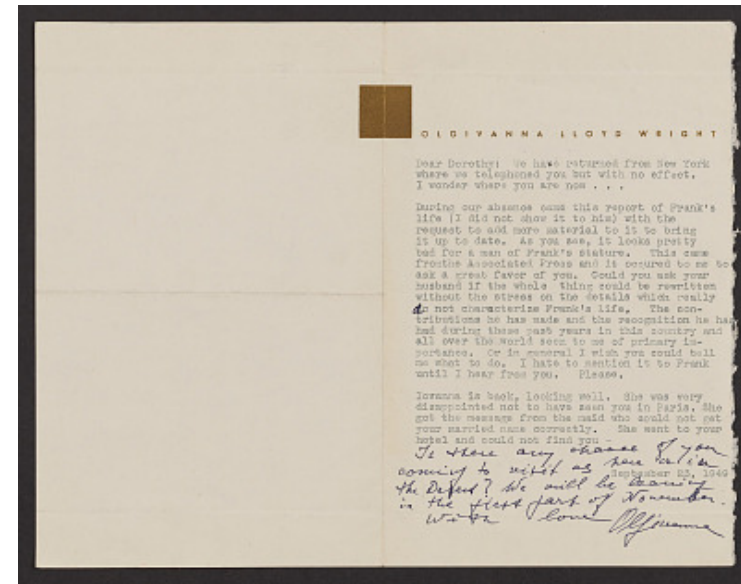 OLGIVANNA LLOYD WRIGHT
Dear Dorothy: We have returned from New York
where we telephoned you but with no effect.
I wonder where you are now . . .
During our absence came this report of Frank's
life (I did not show it to him) with the
request to add more material to it to bring
it up to date. As you see, it looks pretty
bad for a man of Frank's stature. This came
fromthe Associated Press and it occured to me to
ask a great favor of you. Could you ask your
husband if the whole thing could be rewritten
without the stress on the details which really
do not characterize Frank's life. The con-
tributions he has made and the recognition he has
had during these past years in this country and
all over the world seem to me of primary im-
portance. Or in general I wish you could tell
me what to do. I hate to mention it to Frank
until I hear from you. Please.
Iovanna is back, looking well. She was very
disappointed not to have seen you in Paris. She
got the message from the maid who could not get
your married name correctly. She went to your
hotel and could not find you -
Is there any chance of your
coming to visit us here or in
September 23, 1949
the Desert? We will be leaving
in the first part of November.
With love Olgivanna